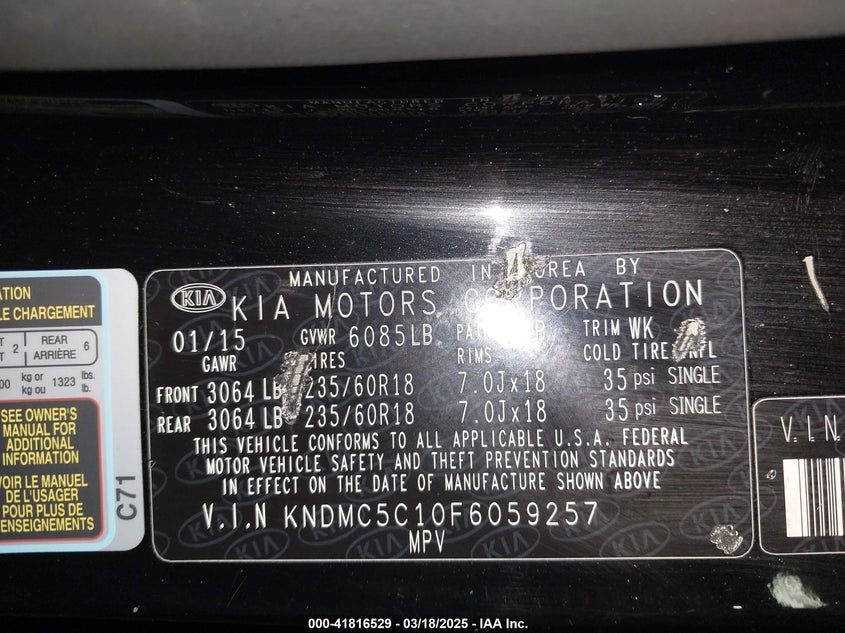 ATION
E CHARGEMENT
T 2 REAR 6
T ARRIÈRE
00 kg or 1323 lbs.
kg ou lb.
SEE OWNER'S
MANUAL FOR
ADDITIONAL
INFORMATION
VOIR LE MANUEL
DE L'USAGER
POUR PLUS DE
RENSEIGNEMENTS
C71
MANUFACTURED IN KOREA BY
KIA KIA MOTORS CORPORATION
01/15 GVWR 6085LB TRIM WK
GAWR RIMS COLD TIRE
FRONT 3064 LB 235/60R18 7.0Jx18 35 psi SINGLE
REAR 3064 LB 235/60R18 7.0Jx18 35 psi SINGLE
THIS VEHICLE CONFORMS TO ALL APPLICABLE U.S.A. FEDERAL
MOTOR VEHICLE SAFETY AND THEFT PREVENTION STANDARDS
IN EFFECT ON THE DATE OF MANUFACTURE SHOWN ABOVE
V.I.N KNDMC5C10F6059257
MPV
V.I.N.
000-41816529 - 03/18/2025 - IAA Inc.